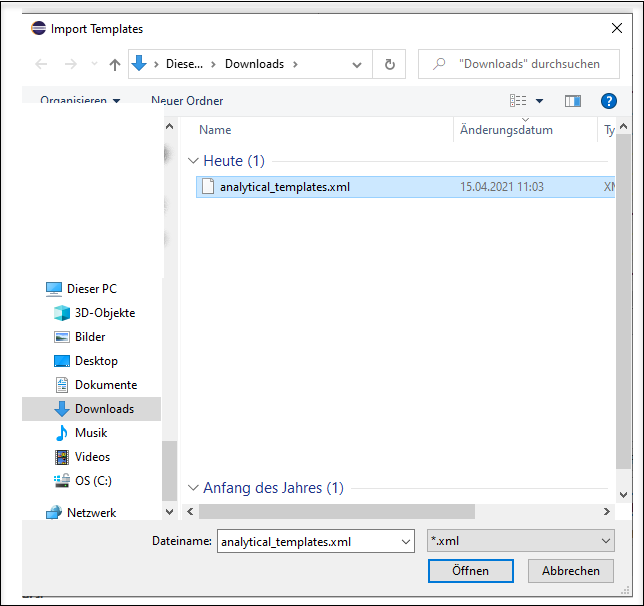 Import Templates
Diese... > Downloads >
"Downloads" durchsuchen
Organisieren
Neuer Ordner
Name
Änderungsdatum
Ty
Heute (1)
analytical_templates.xml
15.04.2021 11:03
XM
Dieser PC
3D-Objekte
Bilder
Desktop
Dokumente
Downloads
Musik
Videos
OS (C:)
Netzwerk
Anfang des Jahres (1)
Dateiname:
analytical_templates.xml
*.xml
Öffnen
Abbrechen